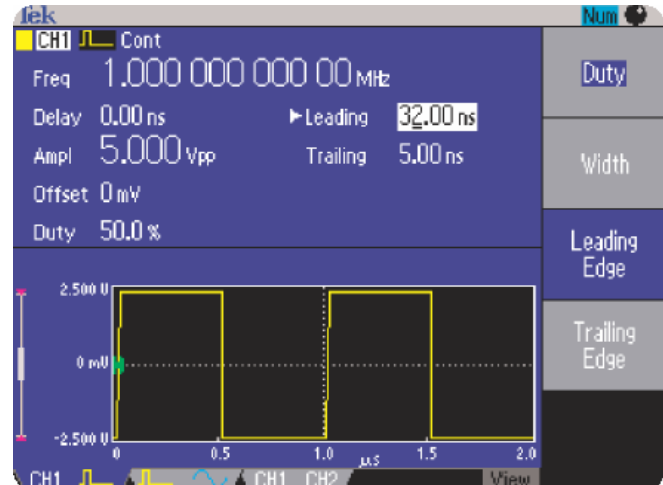 Tek
Num
CH1 Cont
Freq 1.000 000 000 00 MHz
Delay 0.00 ns
▶Leading 32.00 ns
Ampl 5.000 Vpp
Trailing 5.00 ns
Offset 0 mV
Duty 50.0 %
Duty
Width
Leading
Edge
Trailing
Edge
2.500 V
0 mV
-2.500 V
0 0.5 1.0 µs 1.5 2.0
CH1 CH1 CH2 View